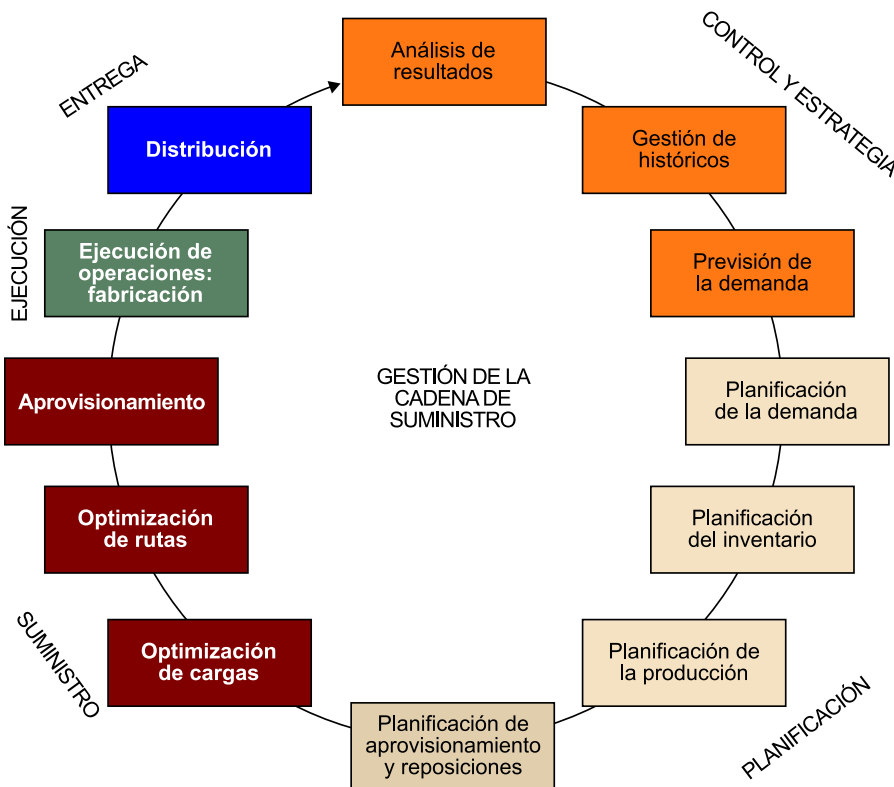 Análisis de
resultados
CONTROL Y ESTRATEGIA
Gestión de
históricos
Previsión de
la demanda
Planificación
de la demanda
Planificación
del inventario
Planificación de
la producción
PLANIFICACIÓN
Planificación de
aprovisionamiento
y reposiciones
Optimización
de cargas
SUMINISTRO
Optimización
de rutas
Aprovisionamiento
Ejecución de
operaciones:
fabricación
EJECUCIÓN
Distribución
ENTREGA
GESTIÓN DE LA
CADENA DE
SUMINISTRO